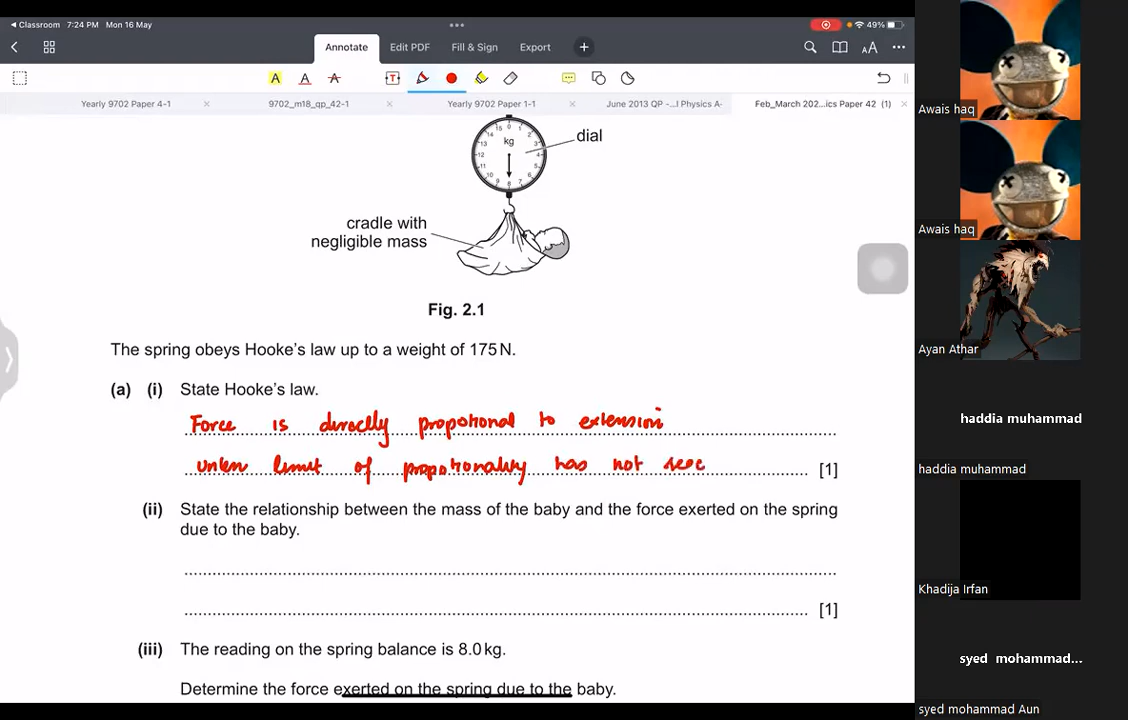 Classroom 7:24 PM Mon 16 May
49%
Annotate Edit PDF Fill & Sign Export
Yearly 9702 Paper 4-1 9702_m18_qp_42-1 Yearly 9702 Paper 1-1 June 2013 QP -...l Physics A- Feb_March 202...ics Paper 42 (1)
kg
dial
cradle with
negligible mass
Fig. 2.1
The spring obeys Hooke's law up to a weight of 175 N.
(a) (i) State Hooke's law.
Force is directly propotional to extension
unless limit of propotionality has not reac [1]
(ii) State the relationship between the mass of the baby and the force exerted on the spring
due to the baby.
[1]
(iii) The reading on the spring balance is 8.0 kg.
Determine the force exerted on the spring due to the baby.
Awais haq
Awais haq
Ayan Athar
haddia muhammad
haddia muhammad
Khadija Irfan
syed mohammad...
syed mohammad Aun